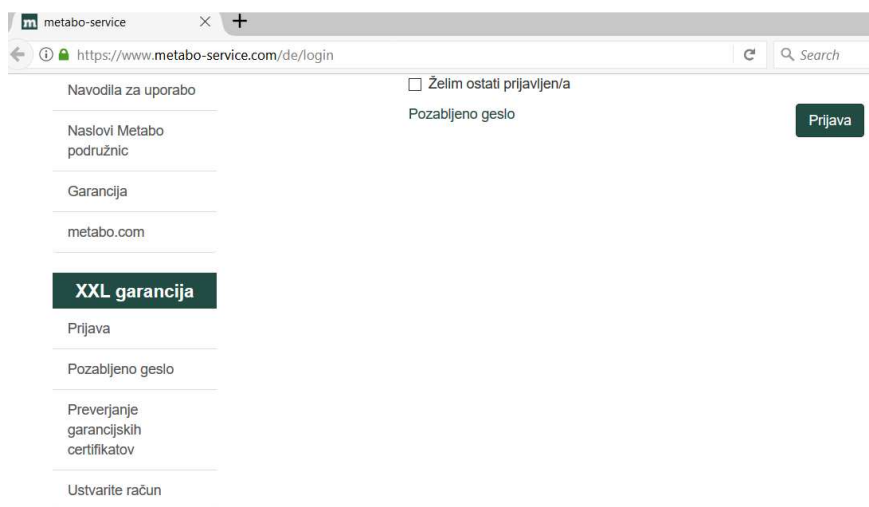 m metabo-service
https://www.metabo-service.com/de/login
Search
Navodila za uporabo
Naslovi Metabo
podružnic
Garancija
metabo.com
XXL garancija
Prijava
Pozabljeno geslo
Preverjanje
garancijskih
certifikatov
Ustvarite račun
Želim ostati prijavljen/a
Pozabljeno geslo
Prijava